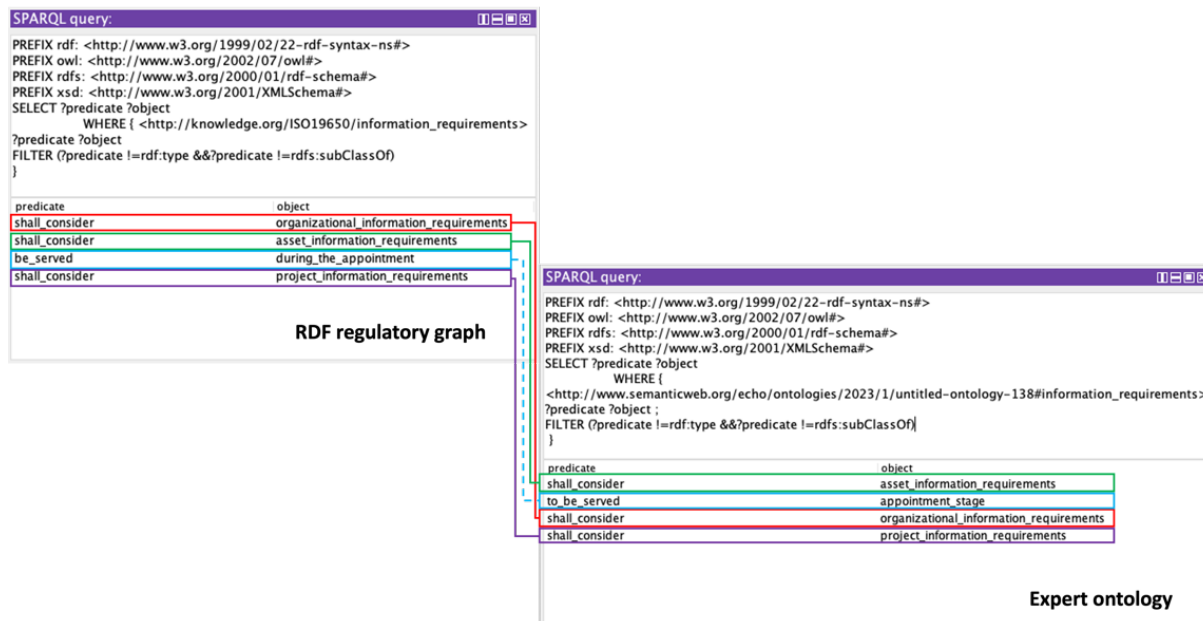 SPARQL query:
PREFIX rdf: <http://www.w3.org/1999/02/22-rdf-syntax-ns#>
PREFIX owl: <http://www.w3.org/2002/07/owl#>
PREFIX rdfs: <http://www.w3.org/2000/01/rdf-schema#>
PREFIX xsd: <http://www.w3.org/2001/XMLSchema#>
SELECT ?predicate ?object
WHERE { <http://knowledge.org/ISO19650/information_requirements>
?predicate ?object
FILTER (?predicate !=rdf:type &&?predicate !=rdfs:subClassOf)
}
predicate object
shall_consider organizational_information_requirements
shall_consider asset_information_requirements
be_served during_the_appointment
shall_consider project_information_requirements
RDF regulatory graph
SPARQL query:
PREFIX rdf: <http://www.w3.org/1999/02/22-rdf-syntax-ns#>
PREFIX owl: <http://www.w3.org/2002/07/owl#>
PREFIX rdfs: <http://www.w3.org/2000/01/rdf-schema#>
PREFIX xsd: <http://www.w3.org/2001/XMLSchema#>
SELECT ?predicate ?object
WHERE {
<http://www.semanticweb.org/echo/ontologies/2023/1/untitled-ontology-138#information_requirements>
?predicate ?object ;
FILTER (?predicate !=rdf:type &&?predicate !=rdfs:subClassOf)
}
predicate object
shall_consider asset_information_requirements
to_be_served appointment_stage
shall_consider organizational_information_requirements
shall_consider project_information_requirements
Expert ontology